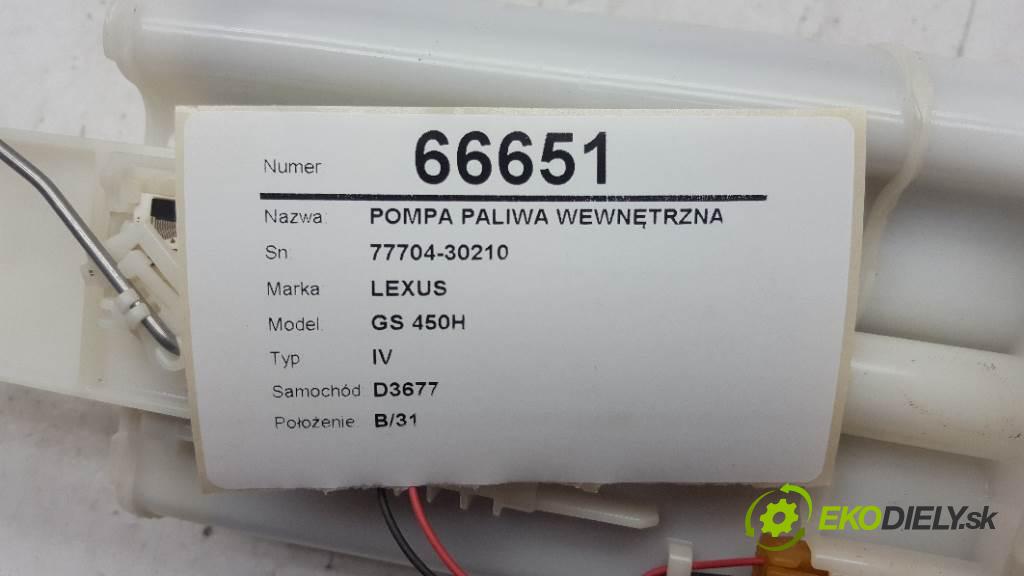 Numer 66651
Nazwa: POMPA PALIWA WEWNĘTRZNA
Sn: 77704-30210
Marka LEXUS
Model: GS 450H
Typ IV
Samochód D3677
Położenie: B/31
EKODIELY.sk